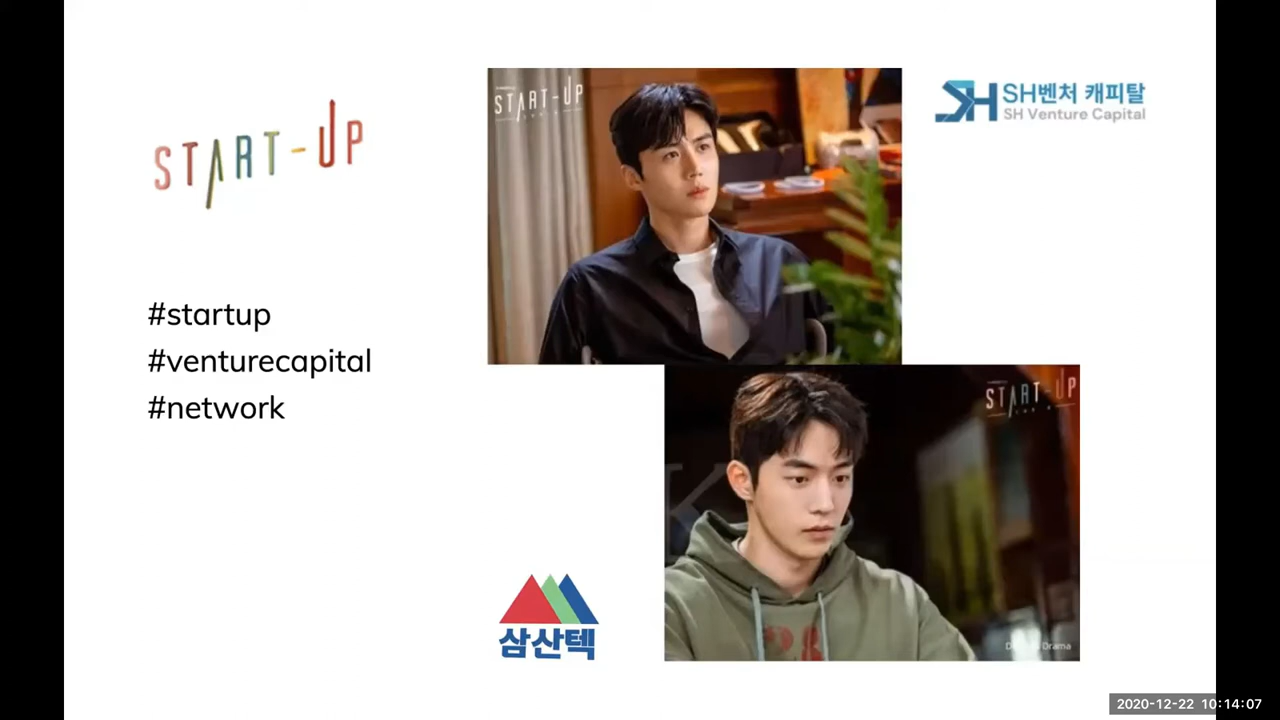 START-UP
#startup
#venturecapital
#network
START-UP
SH벤처 캐피탈
SH Venture Capital
START-UP
삼산텍
Drama
2020-12-22 10:14:07